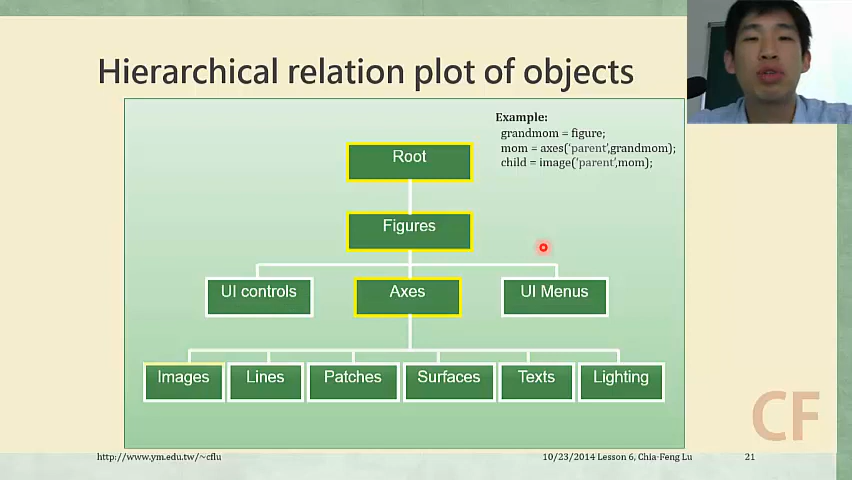 Hierarchical relation plot of objects
Example:
grandmom = figure;
mom = axes('parent',grandmom);
child = image('parent',mom);
Root
Figures
UI controls
Axes
UI Menus
Images
Lines
Patches
Surfaces
Texts
Lighting
CF
http://www.ym.edu.tw/~cflu
10/23/2014 Lesson 6, Chia-Feng Lu
21